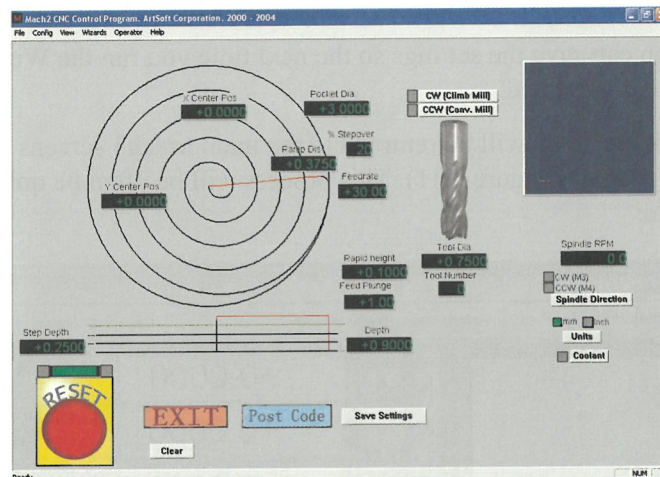 Mach2 CNC Control Program. ArtSoft Corporation. 2000 - 2004
File Config View Wizards Operator Help
X Center Pos
+0.0000
Pocket Dia.
+3.0000
CW (Climb Mill)
CCW (Conv. Mill)
% Stepover
20
Ramp Dis.
+0.3750
Feedrate
+30.00
Y Center Pos
+0.0000
Tool Dia
+0.7500
Spindle RPM
0.0
Rapid height
+0.1000
Tool Number
0
CW (M3)
CCW (M4)
Feed Plunge
+1.00
Spindle Direction
mm Inch
Units
Step Depth
+0.2500
Depth
+0.9000
Coolant
RESET
EXIT
Post Code
Save Settings
Clear
Ready
NUM